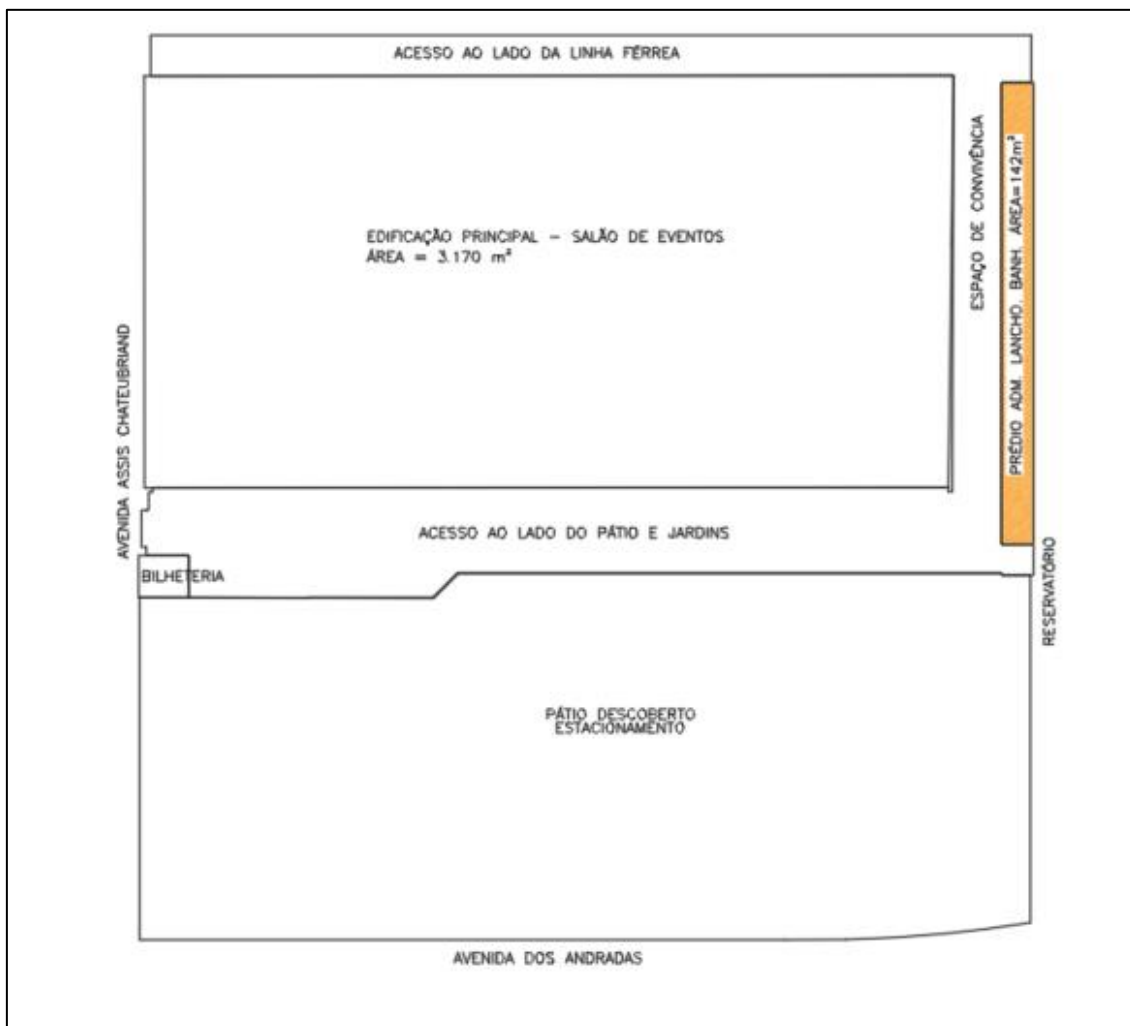 ACESSO AO LADO DA LINHA FÉRREA
EDIFICAÇÃO PRINCIPAL – SALÃO DE EVENTOS
ÁREA = 3.170 m²
ESPAÇO DE CONVIVÊNCIA
PRÉDIO ADM. LANCHO. BANH. ÁREA=142m²
AVENIDA ASSIS CHATEUBRIAND
ACESSO AO LADO DO PÁTIO E JARDINS
BILHETERIA
RESERVATÓRIO
PÁTIO DESCOBERTO
ESTACIONAMENTO
AVENIDA DOS ANDRADAS